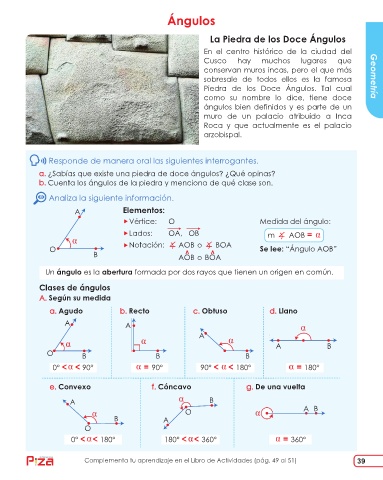 Ángulos
La Piedra de los Doce Ángulos
En el centro histórico de la ciudad del
Cusco hay muchos lugares que
conservan muros incas, pero el que más
sobresale de todos ellos es la famosa
Piedra de los Doce Ángulos. Tal cual
como su nombre lo dice, tiene doce
ángulos bien definidos y es parte de un
muro de un palacio atribuido a Inca
Roca y que actualmente es el palacio
arzobispal.
Geometría
Responde de manera oral las siguientes interrogantes.
a. ¿Sabías que existe una piedra de doce ángulos? ¿Qué opinas?
b. Cuenta los ángulos de la piedra y menciona de qué clase son.
Analiza la siguiente información.
A
α
O
B
Elementos:
Vértice: O
Lados: OA, OB
Notación: ∡ AOB o ∡ BOA
AOB o BOA
Medida del ángulo:
m ∡ AOB = α
Se lee: “Ángulo AOB”
Un ángulo es la abertura formada por dos rayos que tienen un origen en común.
Clases de ángulos
A. Según su medida
a. Agudo b. Recto c. Obtuso d. Llano
A α O B
A α B
A α B
α A B
0° < α < 90° α = 90° 90° < α < 180° α = 180°
e. Convexo f. Cóncavo g. De una vuelta
A α B O
α B O A
α A B
0° < α < 180° 180° < α < 360° α = 360°
Complementa tu aprendizaje en el Libro de Actividades (pág. 49 al 51)
39